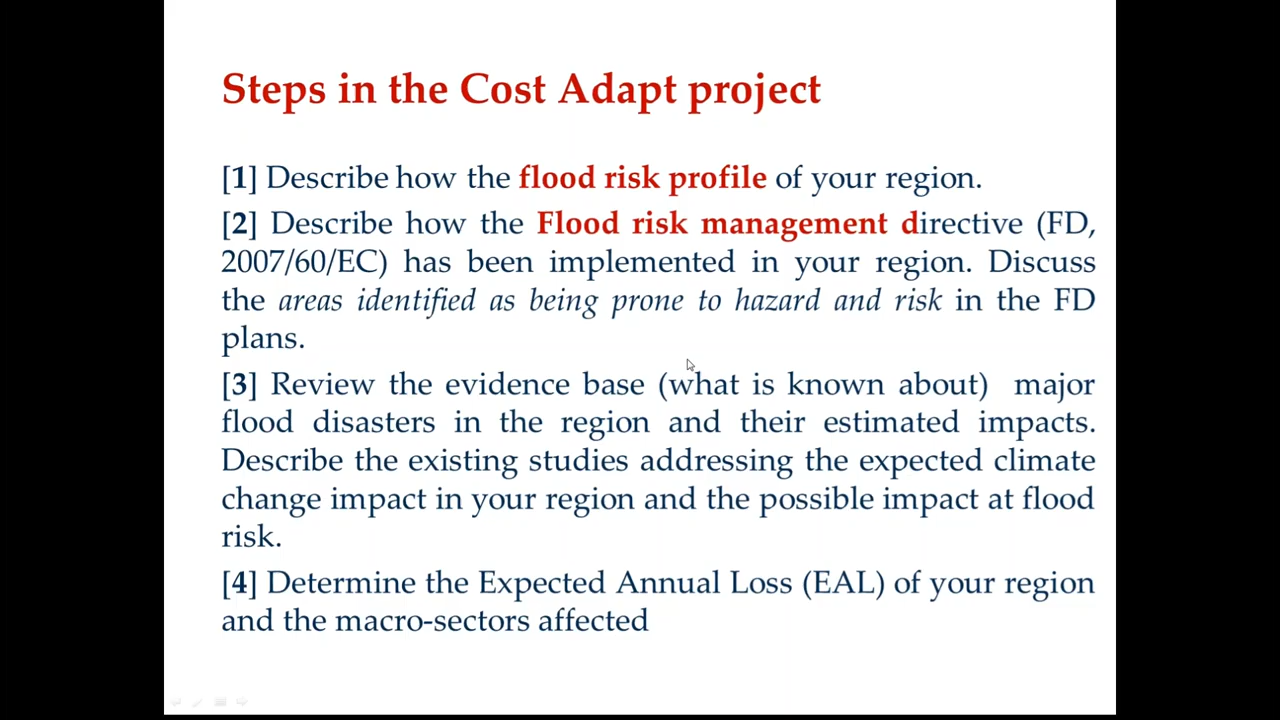 Steps in the Cost Adapt project
[1] Describe how the flood risk profile of your region.
[2] Describe how the Flood risk management directive (FD,
2007/60/EC) has been implemented in your region. Discuss
the areas identified as being prone to hazard and risk in the FD
plans.
[3] Review the evidence base (what is known about) major
flood disasters in the region and their estimated impacts.
Describe the existing studies addressing the expected climate
change impact in your region and the possible impact at flood
risk.
[4] Determine the Expected Annual Loss (EAL) of your region
and the macro-sectors affected